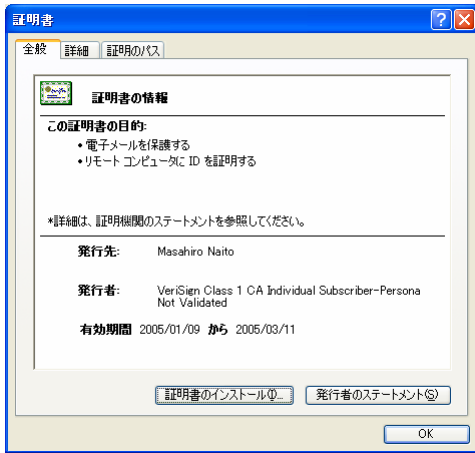 証明書
全般
詳細
証明のパス
証明書の情報
この証明書の目的:
•電子メールを保護する
•リモート コンピュータに ID を証明する
*詳細は、証明機関のステートメントを参照してください。
発行先: Masahiro Naito
発行者: VeriSign Class 1 CA Individual Subscriber-Persona
Not Validated
有効期間 2005/01/09 から 2005/03/11
証明書のインストール(I)...
発行者のステートメント(S)
OK